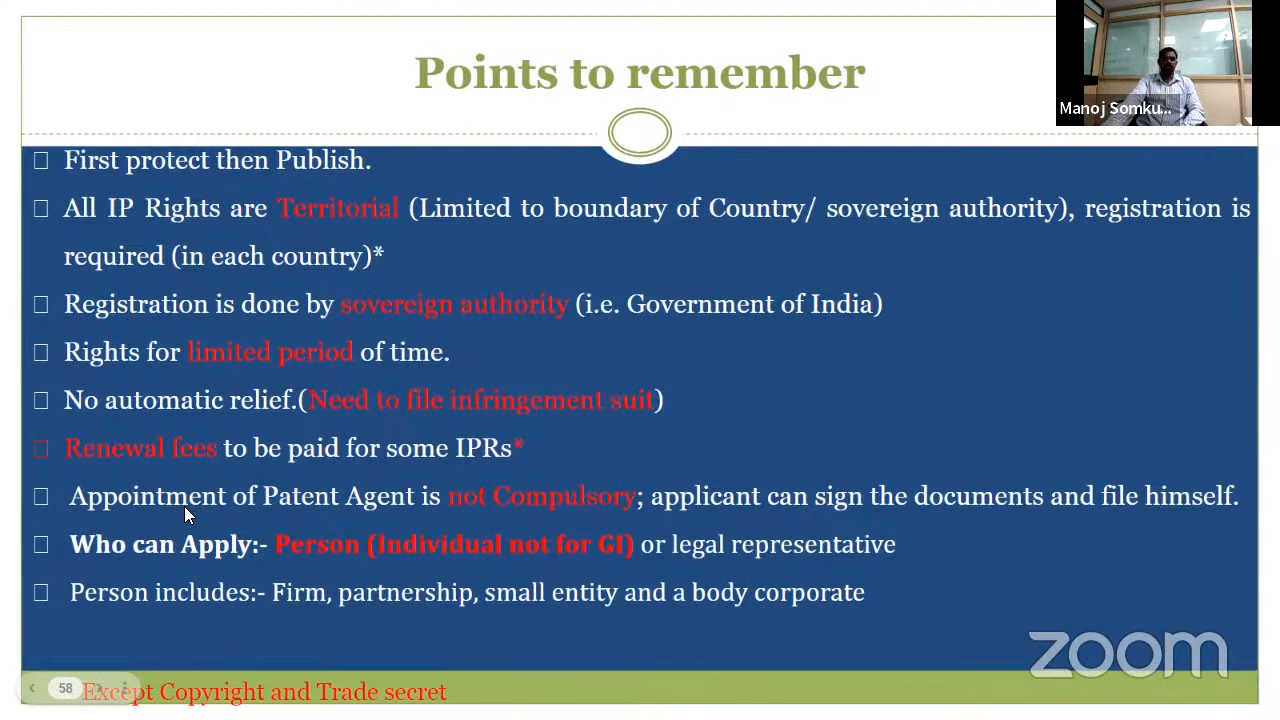 Points to remember
Manoj Somku...
First protect then Publish.
All IP Rights are Territorial (Limited to boundary of Country/ sovereign authority), registration is
required (in each country)*
Registration is done by sovereign authority (i.e. Government of India)
Rights for limited period of time.
No automatic relief.(Need to file infringement suit)
Renewal fees to be paid for some IPRs*
Appointment of Patent Agent is not Compulsory; applicant can sign the documents and file himself.
Who can Apply:- Person (Individual not for GI) or legal representative
Person includes:- Firm, partnership, small entity and a body corporate
zoom
58
Except Copyright and Trade secret